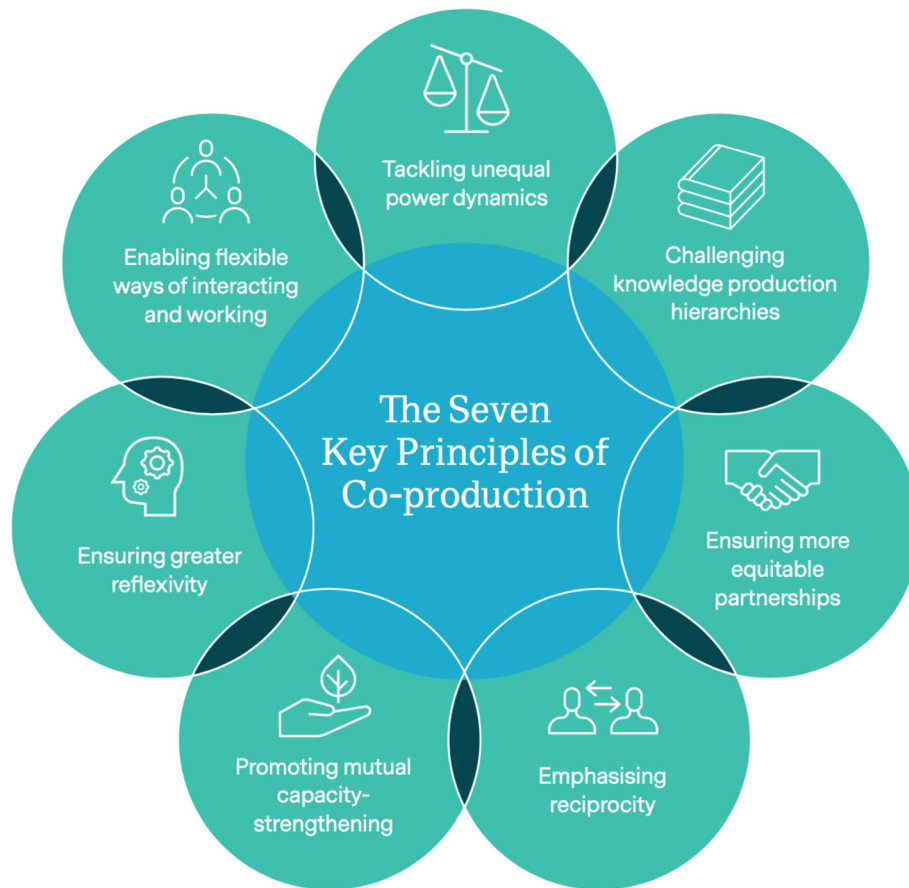 Tackling unequal
power dynamics
Challenging
knowledge production
hierarchies
Ensuring more
equitable
partnerships
Emphasising
reciprocity
Promoting mutual
capacity-
strengthening
Ensuring greater
reflexivity
Enabling flexible
ways of interacting
and working
The Seven
Key Principles of
Co-production